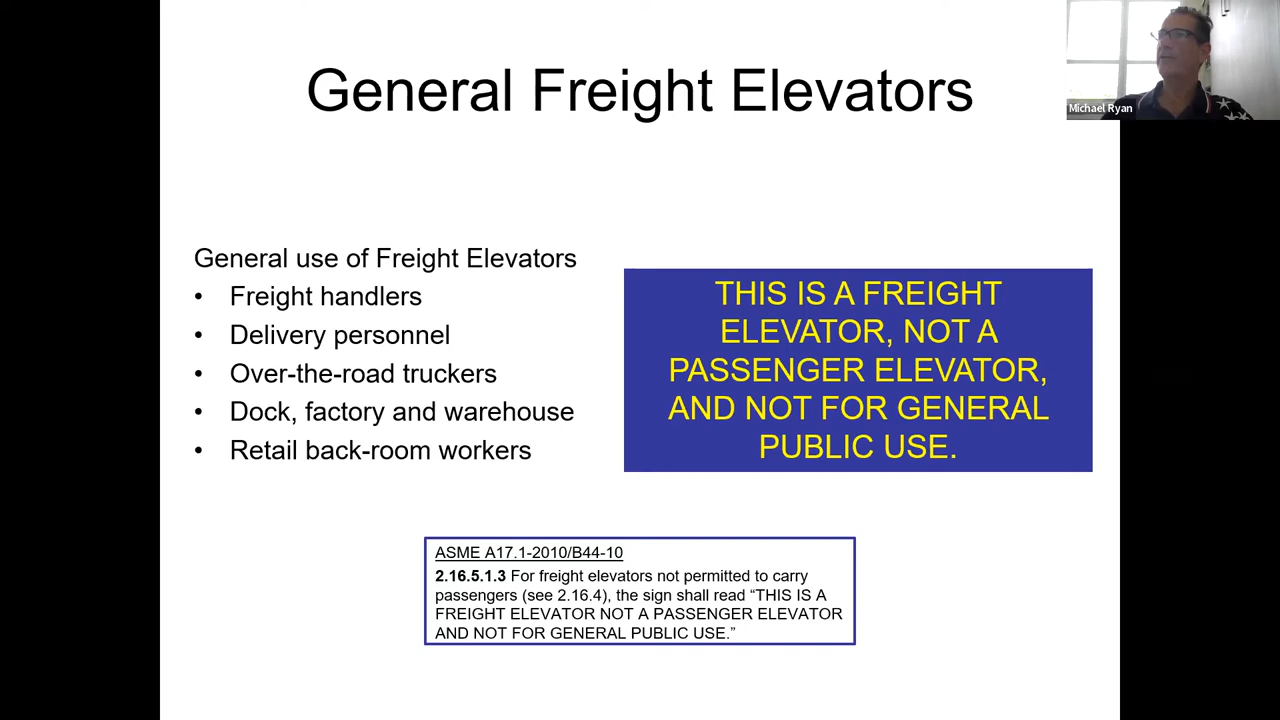 General Freight Elevators
Michael Ryan
General use of Freight Elevators
• Freight handlers
• Delivery personnel
• Over-the-road truckers
• Dock, factory and warehouse
• Retail back-room workers
THIS IS A FREIGHT
ELEVATOR, NOT A
PASSENGER ELEVATOR,
AND NOT FOR GENERAL
PUBLIC USE.
ASME A17.1-2010/B44-10
2.16.5.1.3 For freight elevators not permitted to carry
passengers (see 2.16.4), the sign shall read “THIS IS A
FREIGHT ELEVATOR NOT A PASSENGER ELEVATOR
AND NOT FOR GENERAL PUBLIC USE.”